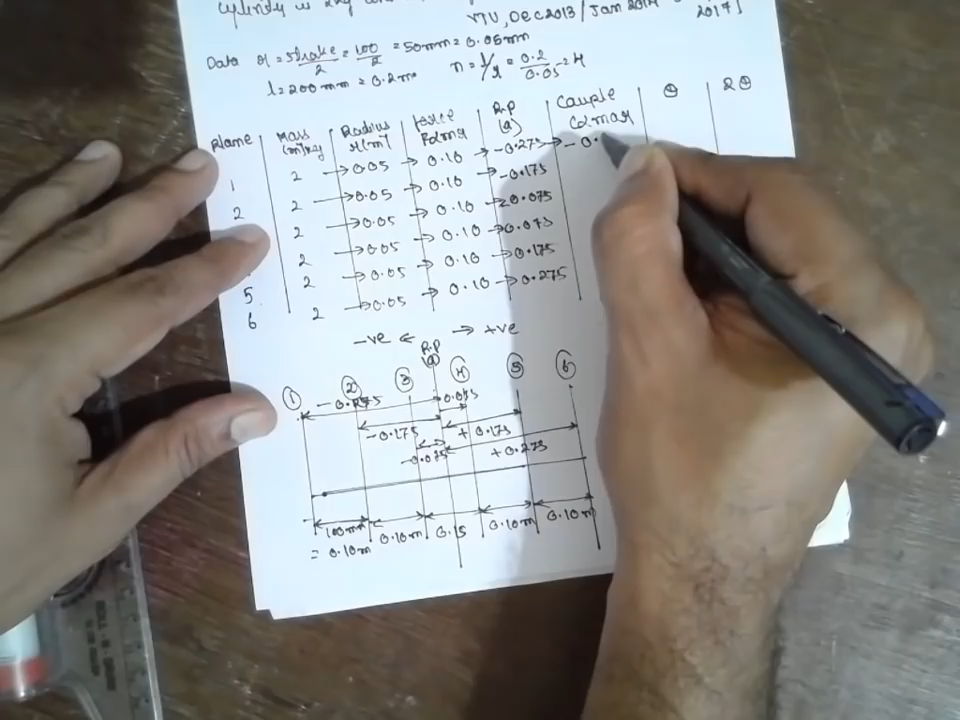 VTU, Dec 2013/Jan 2014
2017]
Data r = Stroke/2 = 100/2 = 50mm = 0.05mm
l = 200mm = 0.2m n = l/r = 0.2/0.05 = 4
Plane Mass (m) kg Radius r(m) Force F∝mr R.P (a) Couple C∝mar θ 2θ
1 2 → 0.05 → 0.10 → -0.275 → - 0.
2 2 → 0.05 → 0.10 → -0.175
2 → 0.05 → 0.10 → 0.075
2 → 0.05 → 0.10 → 0.075
5 2 → 0.05 → 0.10 → 0.175
6 2 → 0.05 → 0.10 → 0.275
-ve ← → +ve
R.P (a)
1 2 3 4 5 6
0.075
-0.175 + 0.175
-0.075 + 0.275
100mm 0.10m 0.15 0.10m 0.10m
= 0.10m